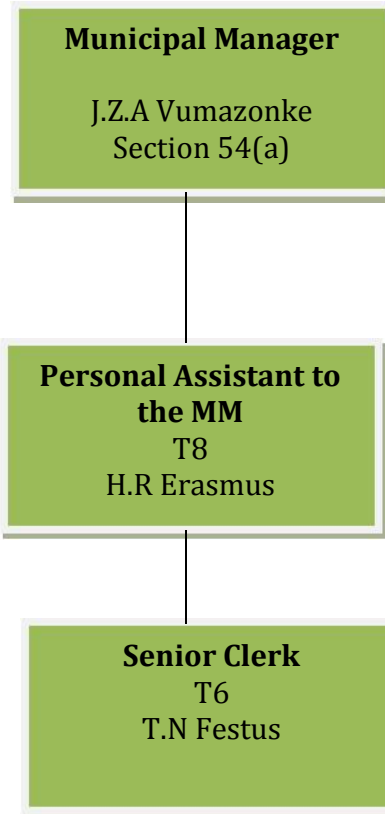 Municipal Manager
J.Z.A Vumazonke
Section 54(a)
Personal Assistant to
the MM
T8
H.R Erasmus
Senior Clerk
T6
T.N Festus